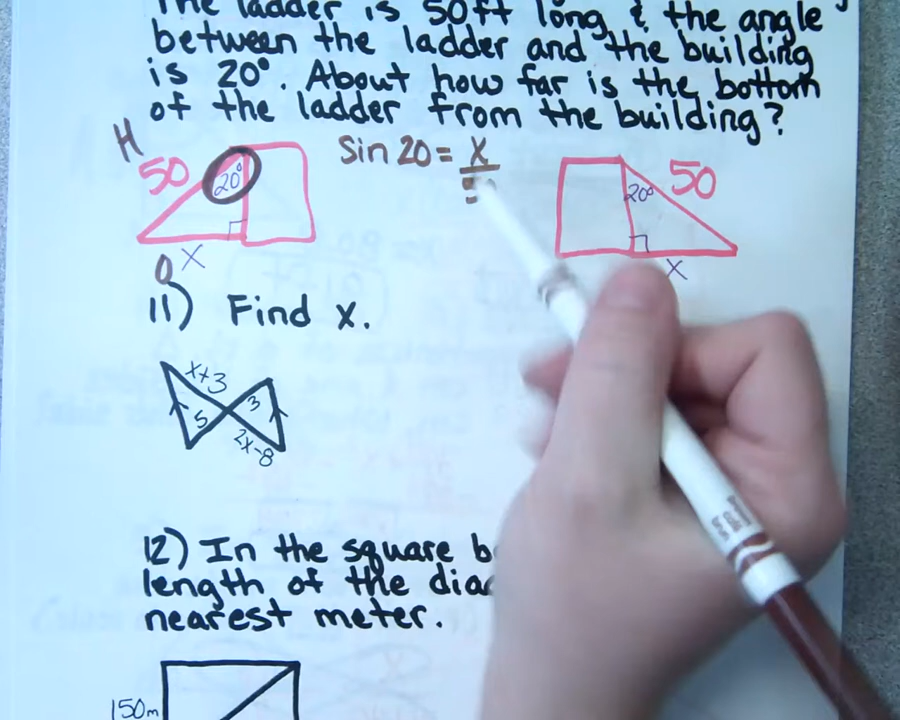 The ladder is 50ft long & the angle
between the ladder and the building
is 20°. About how far is the bottom
of the ladder from the building?
H
50
20°
x
O
Sin 20 = x
20°
50
x
11) Find x.
x+3
5
3
2x-8
12) In the square b
length of the dia
nearest meter.
150m